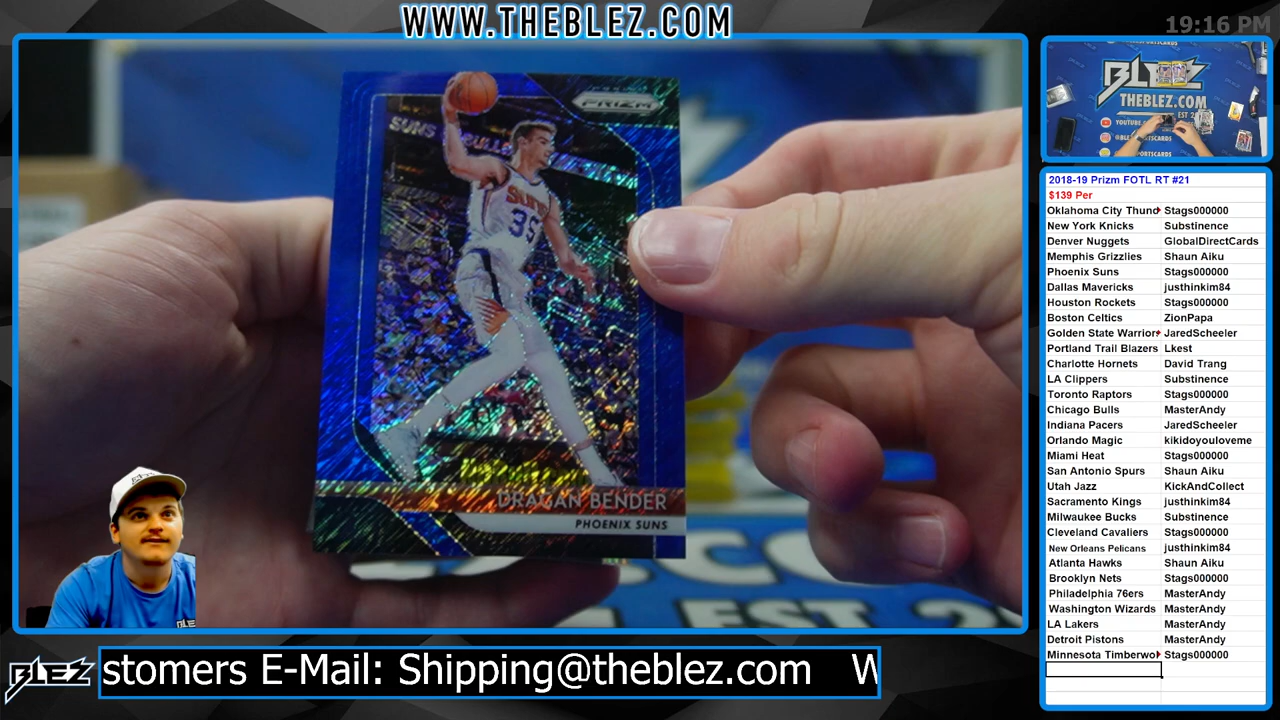 WWW.THEBLEZ.COM
19:16 PM
PRIZM
SUNS
35
DRAGAN BENDER
PHOENIX SUNS
EST 2
BLEZ
THEBLEZ.COM
EST
YOUTUBE
2018-19 Prizm FOTL RT #21
$139 Per
Oklahoma City Thund Stags000000
New York Knicks Substinence
Denver Nuggets GlobalDirectCards
Memphis Grizzlies Shaun Aiku
Phoenix Suns Stags000000
Dallas Mavericks justhinkim84
Houston Rockets Stags000000
Boston Celtics ZionPapa
Golden State Warrior JaredScheeler
Portland Trail Blazers Lkest
Charlotte Hornets David Trang
LA Clippers Substinence
Toronto Raptors Stags000000
Chicago Bulls MasterAndy
Indiana Pacers JaredScheeler
Orlando Magic kikidoyouloveme
Miami Heat Stags000000
San Antonio Spurs Shaun Aiku
Utah Jazz KickAndCollect
Sacramento Kings justhinkim84
Milwaukee Bucks Substinence
Cleveland Cavaliers Stags000000
New Orleans Pelicans justhinkim84
Atlanta Hawks Shaun Aiku
Brooklyn Nets Stags000000
Philadelphia 76ers MasterAndy
Washington Wizards MasterAndy
LA Lakers MasterAndy
Detroit Pistons MasterAndy
Minnesota Timberwol Stags000000
BLEZ
stomers E-Mail: Shipping@theblez.com W